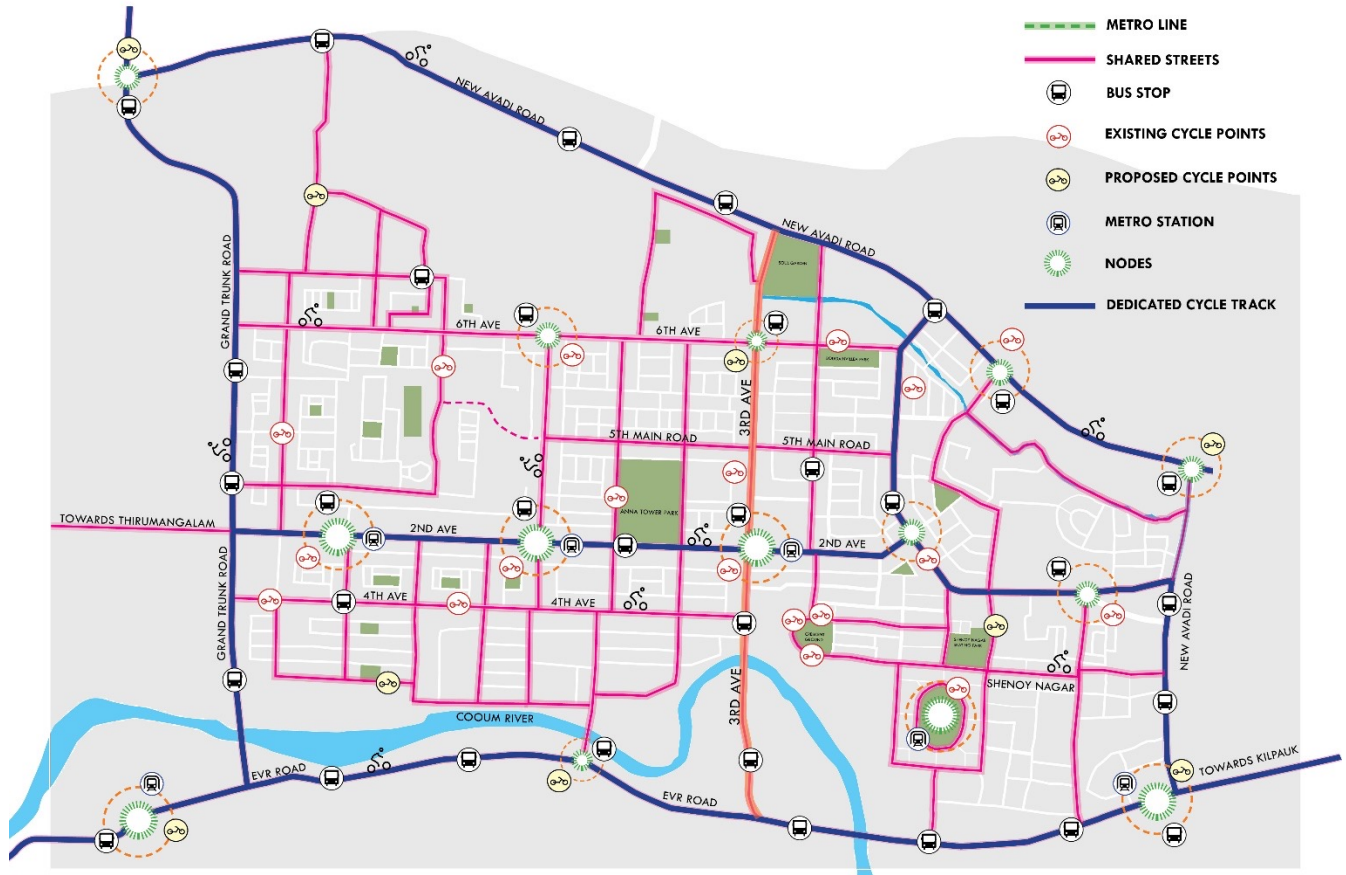 METRO LINE
SHARED STREETS
BUS STOP
EXISTING CYCLE POINTS
PROPOSED CYCLE POINTS
METRO STATION
NODES
DEDICATED CYCLE TRACK
NEW AVADI ROAD
NEW AVADI ROAD
GRAND TRUNK ROAD
BOUGAINVILLEA PARK
6TH AVE
6TH AVE
3RD AVE
5TH MAIN ROAD
5TH MAIN ROAD
ANNA TOWER PARK
TOWARDS THIRUMANGALAM
2ND AVE
2ND AVE
GRAND TRUNK ROAD
4TH AVE
4TH AVE
NEW AVADI ROAD
SHENOY NAGAR
3RD AVE
COOUM RIVER
EVR ROAD
EVR ROAD
TOWARDS KILPAUK